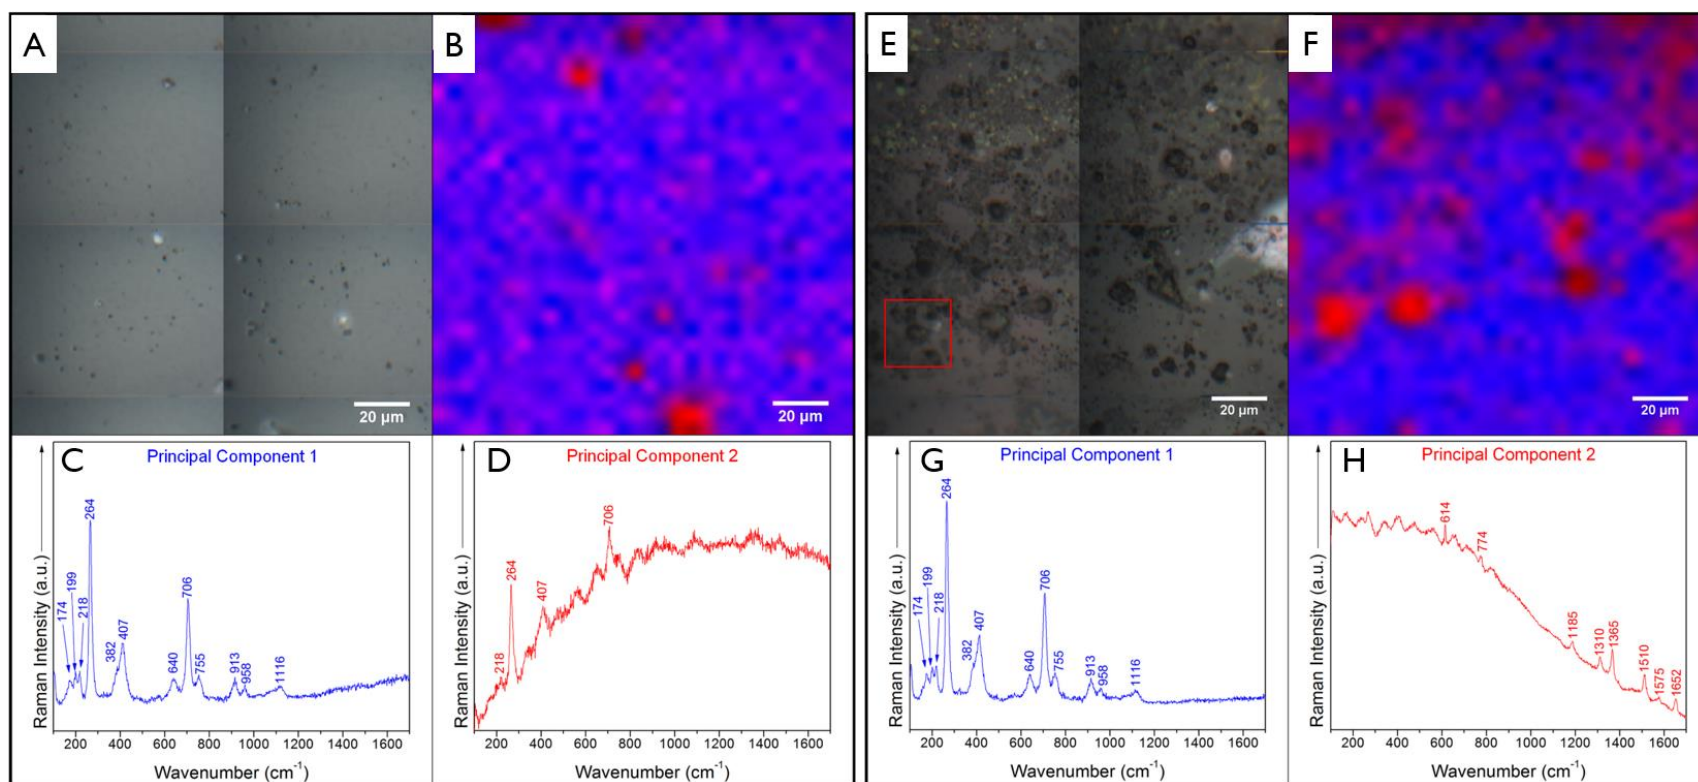 A
20 µm
B
20 µm
C
Principal Component 1
174
199
218
264
382
407
640
706
755
913
958
1116
Raman Intensity (a.u.)
200 400 600 800 1000 1200 1400 1600
Wavenumber (cm⁻¹)
D
Principal Component 2
218
264
407
706
Raman Intensity (a.u.)
200 400 600 800 1000 1200 1400 1600
Wavenumber (cm⁻¹)
E
20 µm
F
20 µm
G
Principal Component 1
174
199
218
264
382
407
640
706
755
913
958
1116
Raman Intensity (a.u.)
200 400 600 800 1000 1200 1400 1600
Wavenumber (cm⁻¹)
H
Principal Component 2
614
774
1185
1310
1365
1510
1575
1652
Raman Intensity (a.u.)
200 400 600 800 1000 1200 1400 1600
Wavenumber (cm⁻¹)